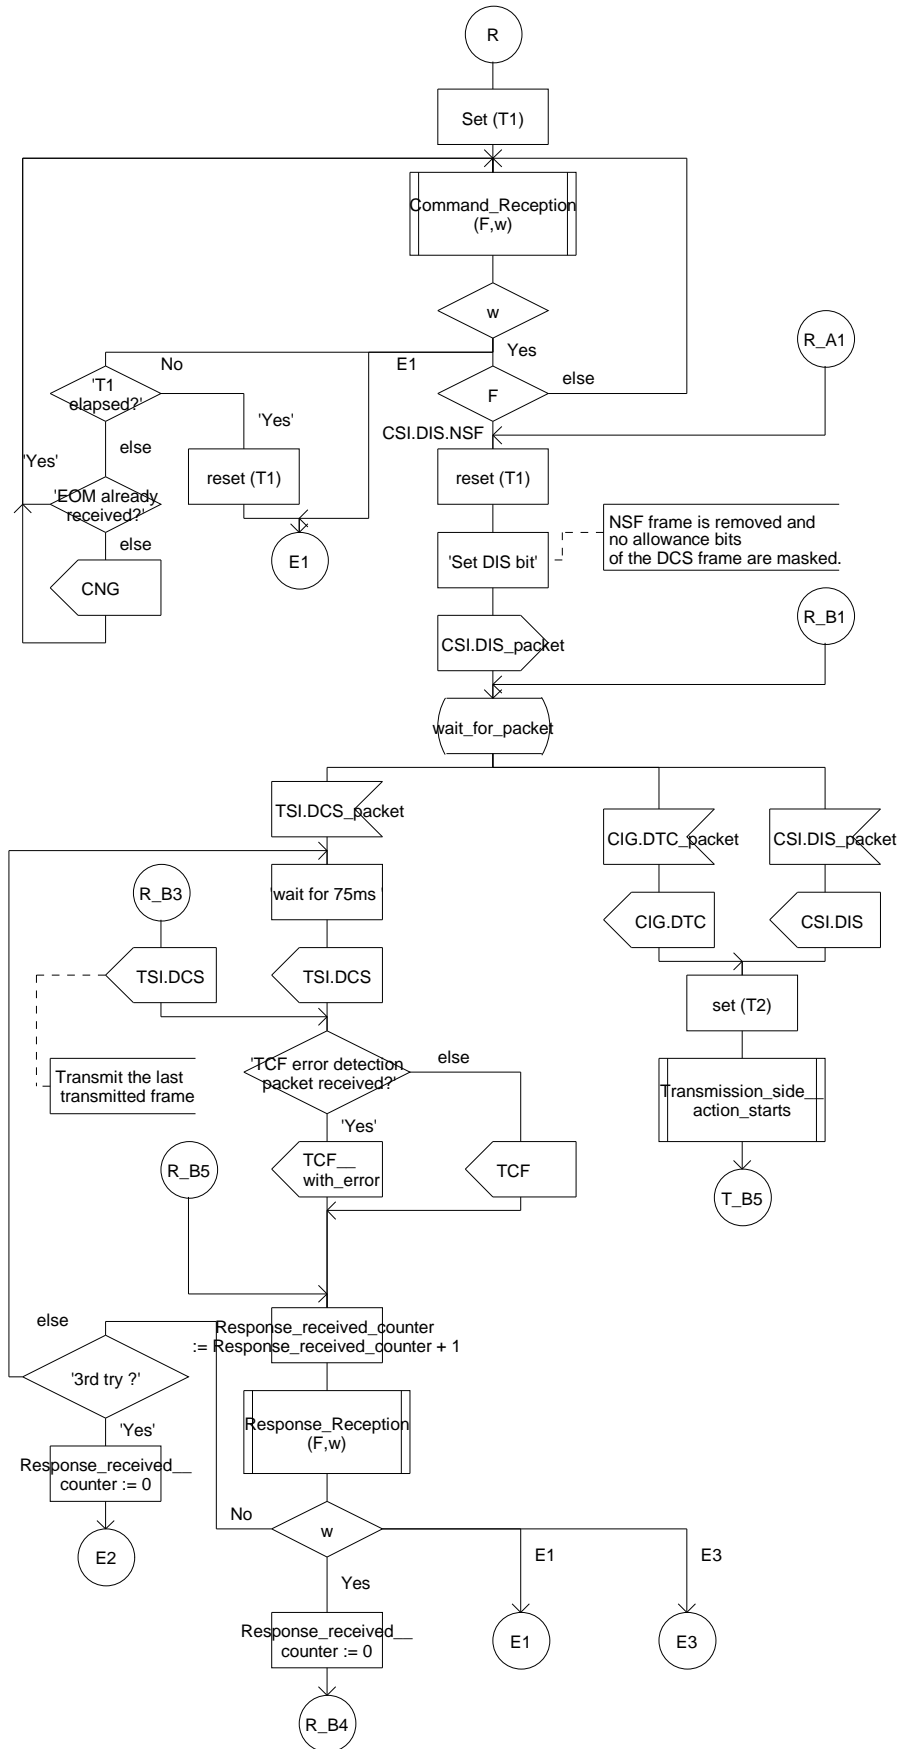 R
Set (T1)
Command_Reception
(F,w)
w
No
E1
Yes
R_A1
'T1
elapsed?'
F
else
'Yes'
CSI.DIS.NSF
else
'Yes'
reset (T1)
reset (T1)
'EOM already
received?'
else
E1
CNG
'Set DIS bit'
NSF frame is removed and
no allowance bits
of the DCS frame are masked.
CSI.DIS_packet
R_B1
wait_for_packet
TSI.DCS_packet
CIG.DTC_packet
CSI.DIS_packet
R_B3
'wait for 75ms '
CIG.DTC
CSI.DIS
TSI.DCS
TSI.DCS
set (T2)
'TCF error detection
packet received?'
else
Transmit the last
transmitted frame
Transmission_side__
action_starts
'Yes'
R_B5
TCF__
with_error
TCF
T_B5
else
Response_received_counter
:= Response_received_counter + 1
'3rd try ?'
'Yes'
Response_Reception
(F,w)
Response_received__
counter := 0
No
w
E2
E1
E3
Yes
Response_received__
counter := 0
E1
E3
R_B4